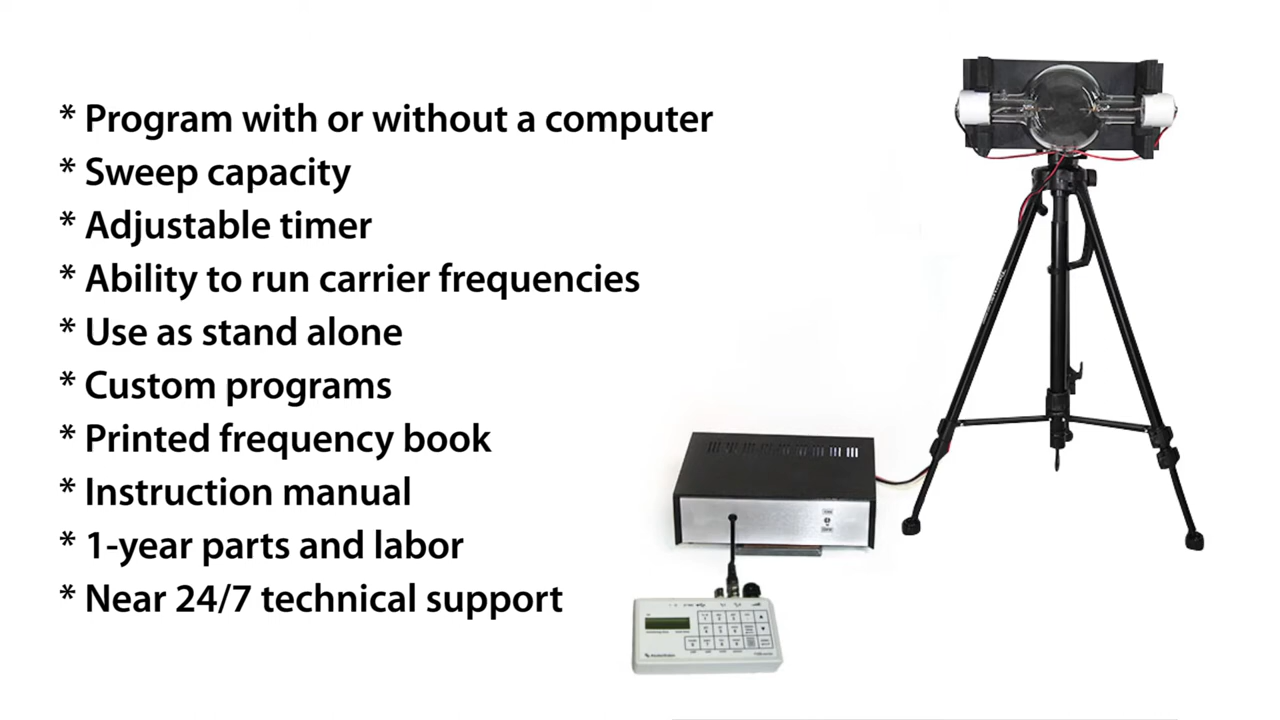 * Program with or without a computer
* Sweep capacity
* Adjustable timer
* Ability to run carrier frequencies
* Use as stand alone
* Custom programs
* Printed frequency book
* Instruction manual
* 1-year parts and labor
* Near 24/7 technical support